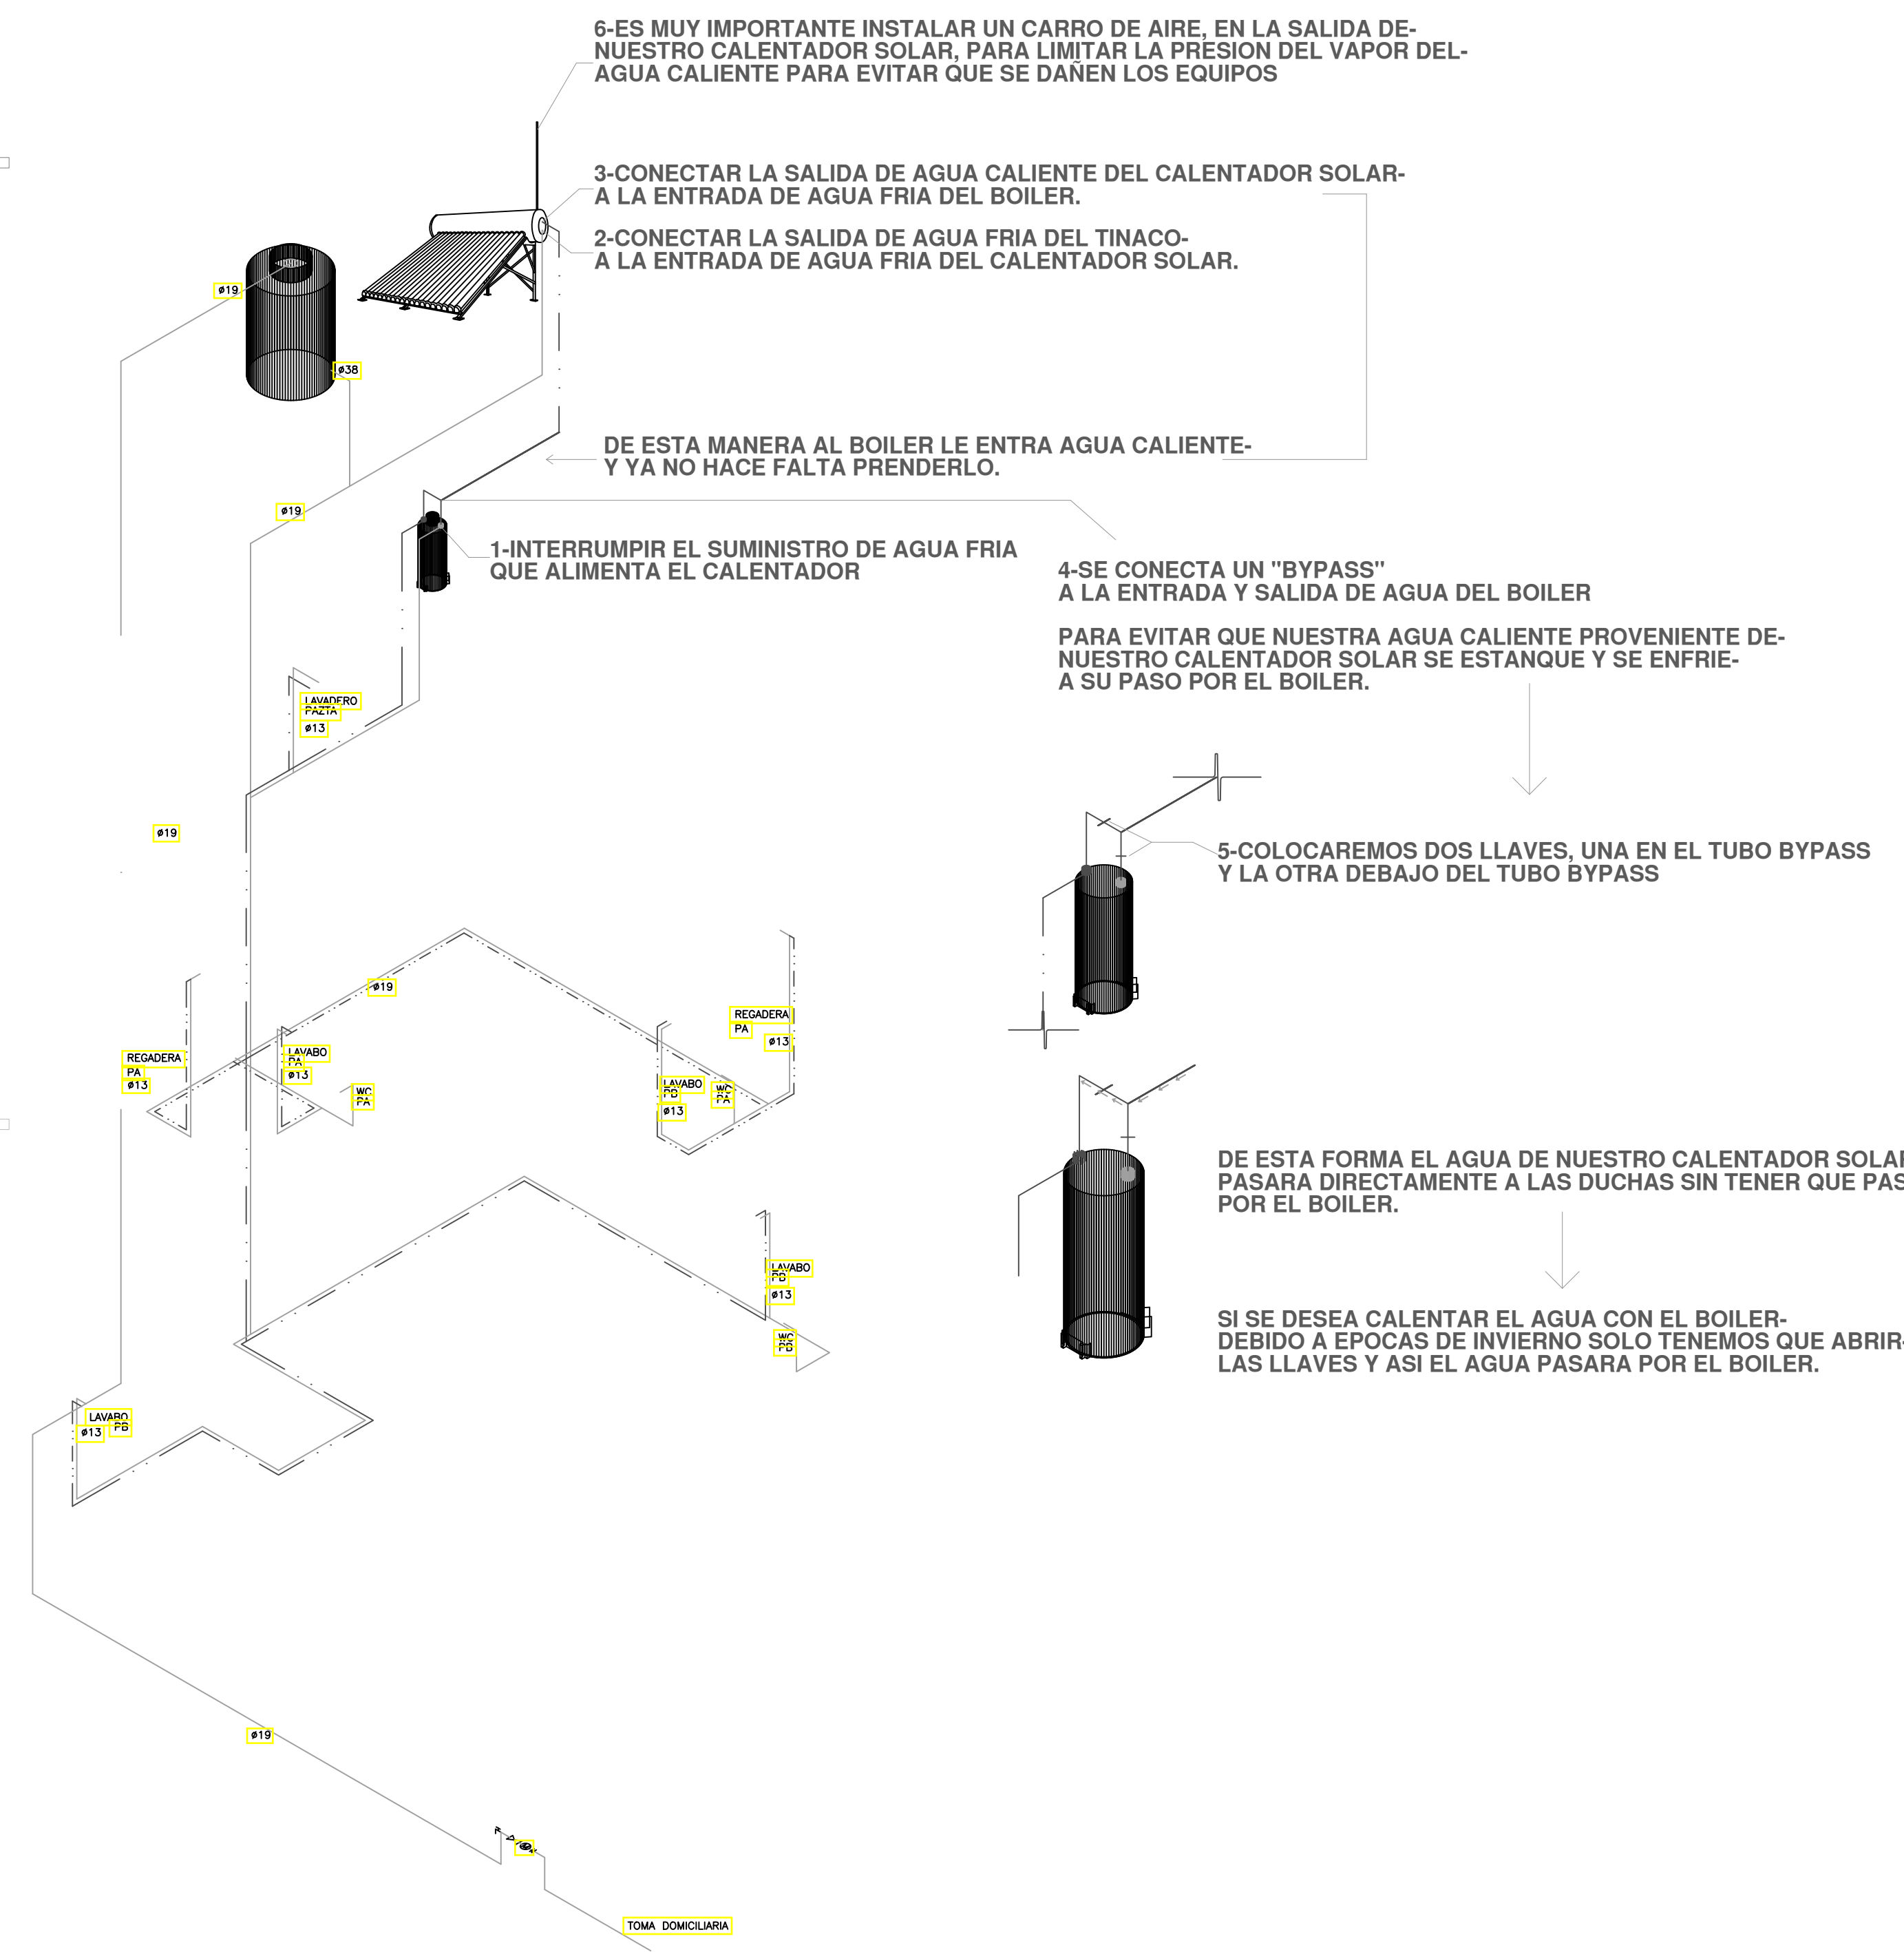 6-ES MUY IMPORTANTE INSTALAR UN CARRO DE AIRE, EN LA SALIDA DE-
NUESTRO CALENTADOR SOLAR, PARA LIMITAR LA PRESION DEL VAPOR DEL-
AGUA CALIENTE PARA EVITAR QUE SE DAÑEN LOS EQUIPOS
3-CONECTAR LA SALIDA DE AGUA CALIENTE DEL CALENTADOR SOLAR-
A LA ENTRADA DE AGUA FRIA DEL BOILER.
2-CONECTAR LA SALIDA DE AGUA FRIA DEL TINACO-
A LA ENTRADA DE AGUA FRIA DEL CALENTADOR SOLAR.
ø19
ø38
DE ESTA MANERA AL BOILER LE ENTRA AGUA CALIENTE-
Y YA NO HACE FALTA PRENDERLO.
ø19
1-INTERRUMPIR EL SUMINISTRO DE AGUA FRIA
QUE ALIMENTA EL CALENTADOR
4-SE CONECTA UN "BYPASS"
A LA ENTRADA Y SALIDA DE AGUA DEL BOILER
PARA EVITAR QUE NUESTRA AGUA CALIENTE PROVENIENTE DE-
NUESTRO CALENTADOR SOLAR SE ESTANQUE Y SE ENFRIE-
A SU PASO POR EL BOILER.
LAVADERO
PAZTA
ø13
ø19
5-COLOCAREMOS DOS LLAVES, UNA EN EL TUBO BYPASS
Y LA OTRA DEBAJO DEL TUBO BYPASS
ø19
REGADERA
PA
ø13
REGADERA
PA
ø13
LAVABO
PA
ø13
WC
PA
LAVABO
PB
ø13
WC
PA
DE ESTA FORMA EL AGUA DE NUESTRO CALENTADOR SOLAR
PASARA DIRECTAMENTE A LAS DUCHAS SIN TENER QUE PAS
POR EL BOILER.
LAVABO
PB
ø13
WC
PB
SI SE DESEA CALENTAR EL AGUA CON EL BOILER-
DEBIDO A EPOCAS DE INVIERNO SOLO TENEMOS QUE ABRIR-
LAS LLAVES Y ASI EL AGUA PASARA POR EL BOILER.
LAVABO
PB
ø13
ø19
TOMA DOMICILIARIA